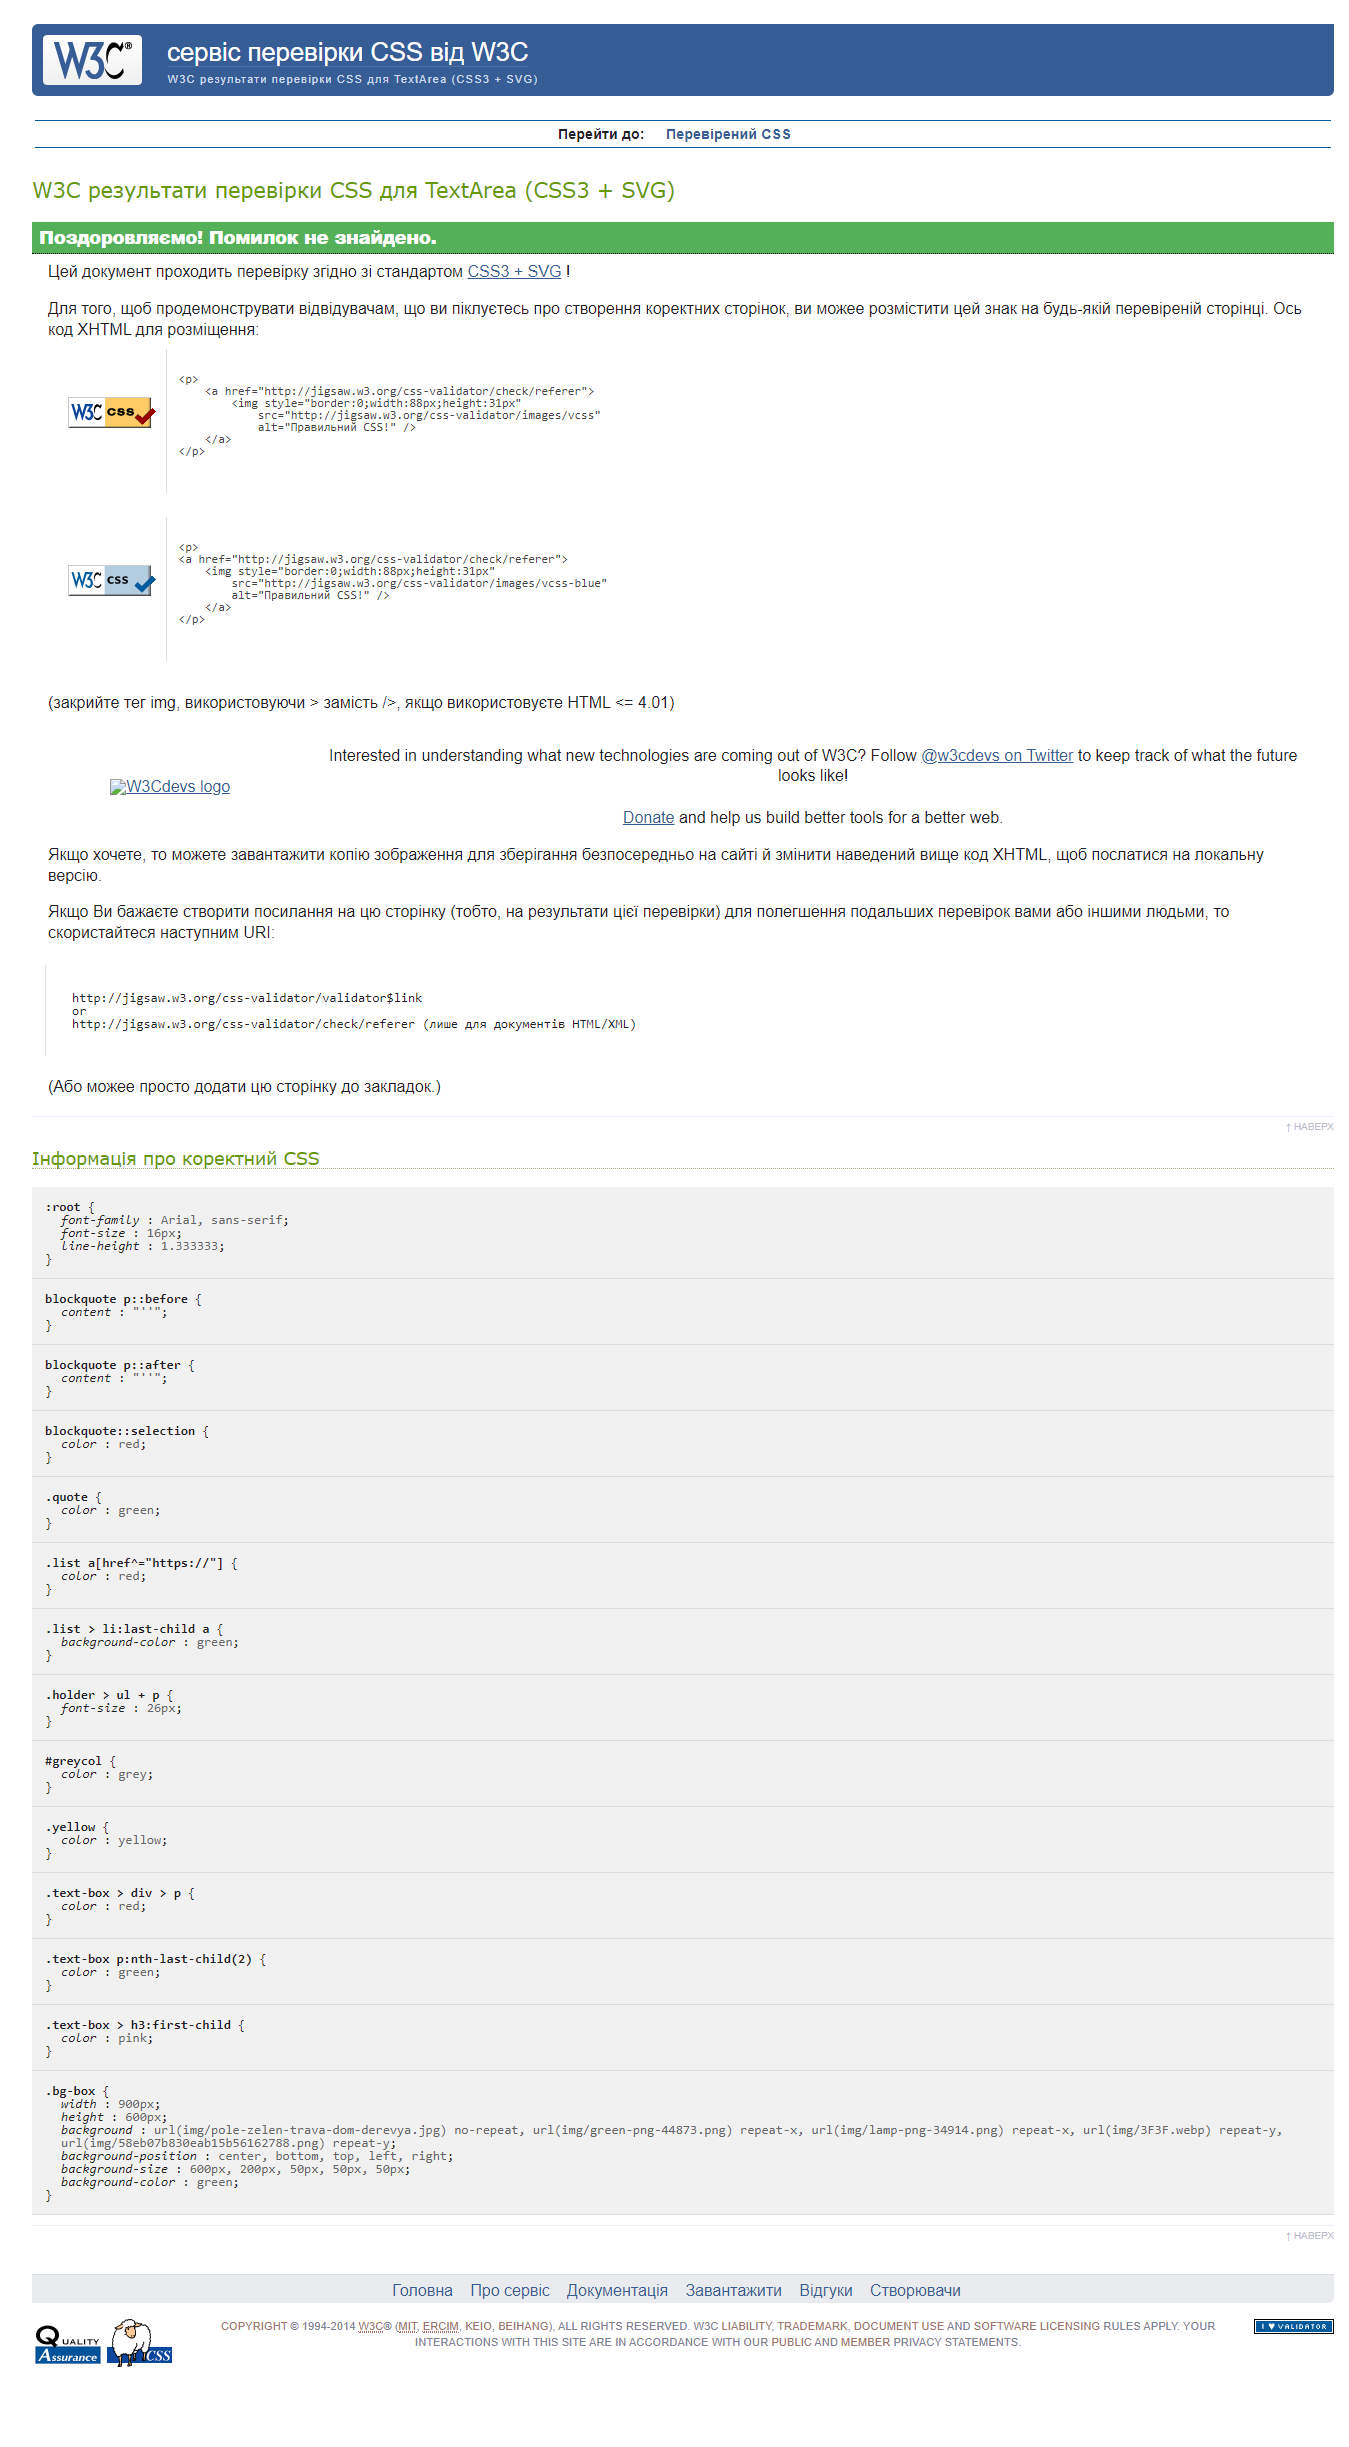 W3C®
сервіс перевірки CSS від W3C
W3C результати перевірки CSS для TextArea (CSS3 + SVG)
Перейти до: Перевірений CSS
W3C результати перевірки CSS для TextArea (CSS3 + SVG)
Поздоровляємо! Помилок не знайдено.
Цей документ проходить перевірку згідно зі стандартом CSS3 + SVG !
Для того, щоб продемонструвати відвідувачам, що ви піклуєтесь про створення коректних сторінок, ви можее розмістити цей знак на будь-якій перевіреній сторінці. Ось
код XHTML для розміщення:
W3C css
<p>
    <a href="http://jigsaw.w3.org/css-validator/check/referer">
        <img style="border:0;width:88px;height:31px"
            src="http://jigsaw.w3.org/css-validator/images/vcss"
            alt="Правильний CSS!" />
    </a>
</p>
W3C css
<p>
<a href="http://jigsaw.w3.org/css-validator/check/referer">
    <img style="border:0;width:88px;height:31px"
        src="http://jigsaw.w3.org/css-validator/images/vcss-blue"
        alt="Правильний CSS!" />
    </a>
</p>
(закрийте тег img, використовуючи > замість />, якщо використовуєте HTML <= 4.01)
Interested in understanding what new technologies are coming out of W3C? Follow @w3cdevs on Twitter to keep track of what the future
looks like!
W3Cdevs logo
Donate and help us build better tools for a better web.
Якщо хочете, то можете завантажити копію зображення для зберігання безпосередньо на сайті й змінити наведений вище код XHTML, щоб послатися на локальну
версію.
Якщо Ви бажаєте створити посилання на цю сторінку (тобто, на результати цієї перевірки) для полегшення подальших перевірок вами або іншими людьми, то
скористайтеся наступним URI:
http://jigsaw.w3.org/css-validator/validator$link
or
http://jigsaw.w3.org/css-validator/check/referer (лише для документів HTML/XML)
(Або можее просто додати цю сторінку до закладок.)
↑ НАВЕРХ
Інформація про коректний CSS
:root {
  font-family : Arial, sans-serif;
  font-size : 16px;
  line-height : 1.333333;
}
blockquote p::before {
  content : "''";
}
blockquote p::after {
  content : "''";
}
blockquote::selection {
  color : red;
}
.quote {
  color : green;
}
.list a[href^="https://"] {
  color : red;
}
.list > li:last-child a {
  background-color : green;
}
.holder > ul + p {
  font-size : 26px;
}
#greycol {
  color : grey;
}
.yellow {
  color : yellow;
}
.text-box > div > p {
  color : red;
}
.text-box p:nth-last-child(2) {
  color : green;
}
.text-box > h3:first-child {
  color : pink;
}
.bg-box {
  width : 900px;
  height : 600px;
  background : url(img/pole-zelen-trava-dom-derevya.jpg) no-repeat, url(img/green-png-44873.png) repeat-x, url(img/lamp-png-34914.png) repeat-x, url(img/3F3F.webp) repeat-y,
  url(img/58eb07b830eab15b56162788.png) repeat-y;
  background-position : center, bottom, top, left, right;
  background-size : 600px, 200px, 50px, 50px, 50px;
  background-color : green;
}
↑ НАВЕРХ
Головна Про сервіс Документація Завантажити Відгуки Створювачи
Quality Assurance CSS
COPYRIGHT © 1994-2014 W3C® (MIT, ERCIM, KEIO, BEIHANG), ALL RIGHTS RESERVED. W3C LIABILITY, TRADEMARK, DOCUMENT USE AND SOFTWARE LICENSING RULES APPLY. YOUR
INTERACTIONS WITH THIS SITE ARE IN ACCORDANCE WITH OUR PUBLIC AND MEMBER PRIVACY STATEMENTS.
I ♥ VALIDATOR